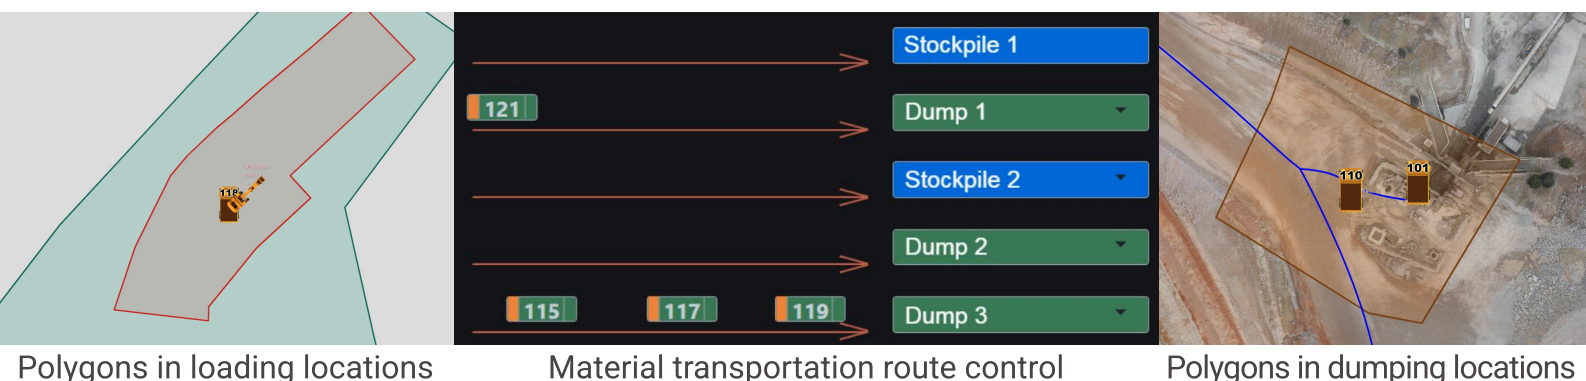 118
Stockpile 1
121
Dump 1
Stockpile 2
Dump 2
115 117 119
Dump 3
110 101
Polygons in loading locations
Material transportation route control
Polygons in dumping locations